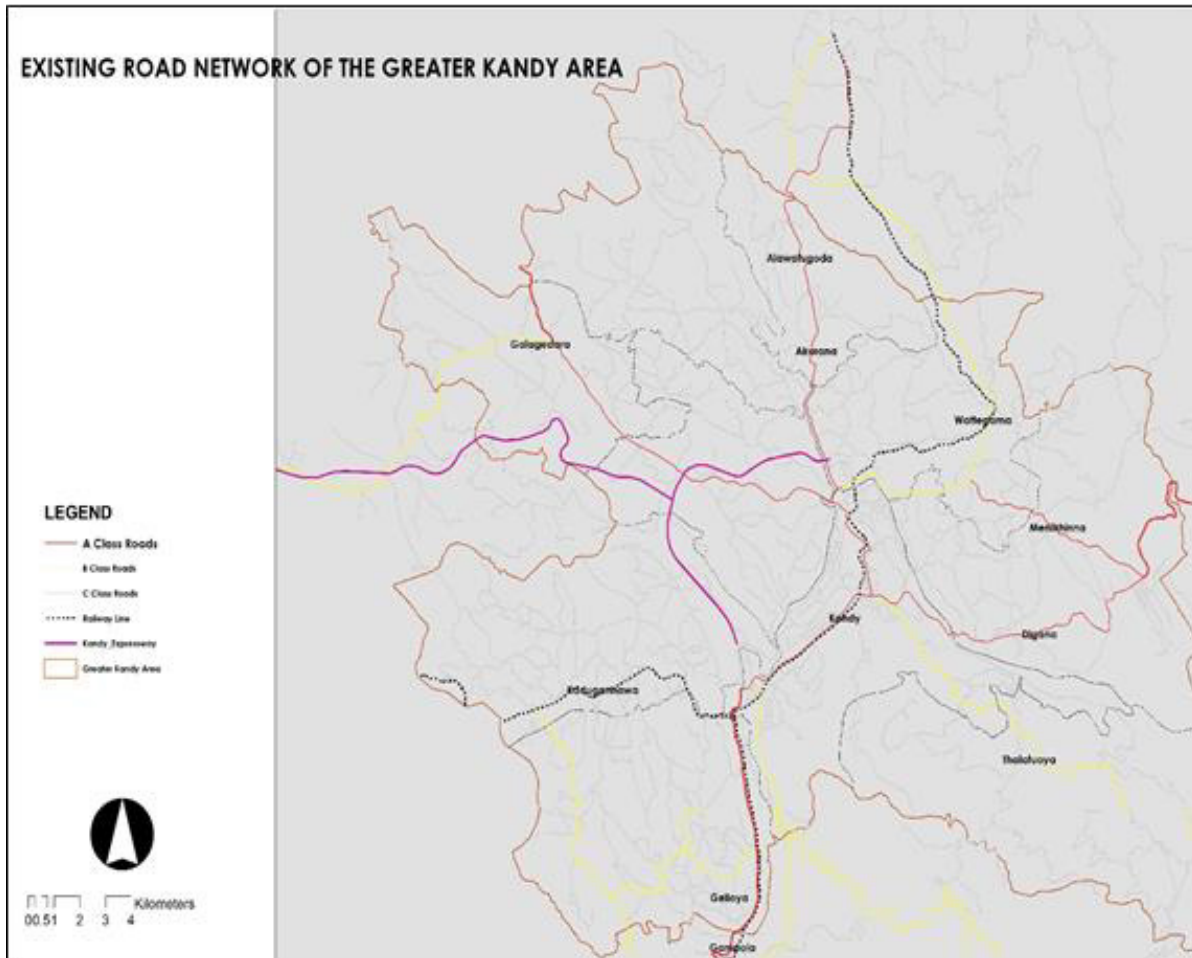 EXISTING ROAD NETWORK OF THE GREATER KANDY AREA
Alawatugoda
Galagedara
Akurana
Wattegama
Menikhinna
Kandy
Digana
Kadugannawa
Thalatuoya
Gelioya
Gampola
LEGEND
A Class Roads
B Class Roads
C Class Roads
Railway Line
Kandy_Expressway
Greater Kandy Area
Kilometers
00.51 2 3 4